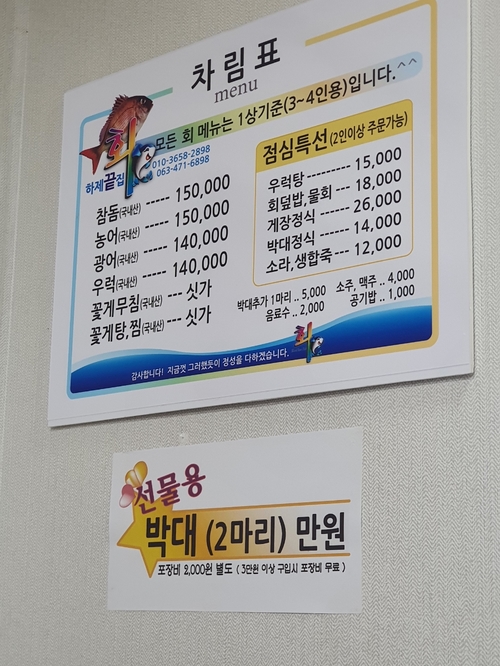 차림표
menu
모든 회 메뉴는 1상기준(3~4인용)입니다.^^
회
하제끝집
010-3658-2898
063-471-6898
참돔(국내산) ----- 150,000
농어(국내산) ----- 150,000
광어(국내산) ----- 140,000
우럭(국내산) ----- 140,000
꽃게무침(국내산) --- 싯가
꽃게탕,찜(국내산) --- 싯가
점심특선(2인이상 주문가능)
우럭탕 ---------- 15,000
회덮밥,물회 --- 18,000
게장정식 ------ 26,000
박대정식 ------ 14,000
소라,생합죽 --- 12,000
박대추가 1마리 .. 5,000
음료수 .. 2,000
소주, 맥주 .. 4,000
공기밥 .. 1,000
회
감사합니다! 지금껏 그러했듯이 정성을 다하겠습니다.
선물용
박대 (2마리) 만원
포장비 2,000원 별도 ( 3만원 이상 구입시 포장비 무료 )